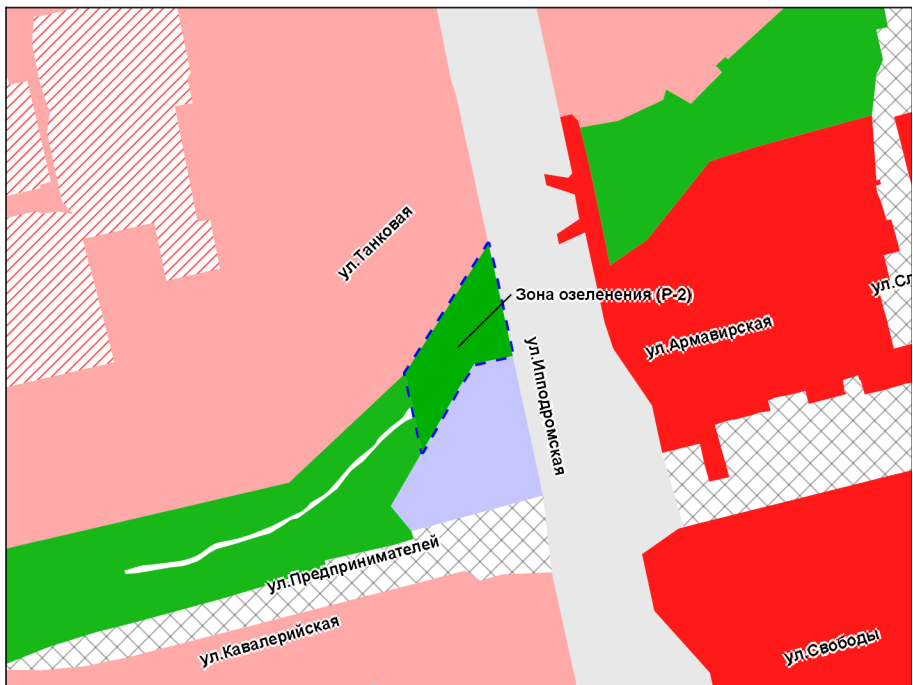 ул.Танковая
Зона озеленения (Р-2)
ул.Сл
ул.Армавирская
ул.Ипподромская
ул.Предпринимателей
ул.Кавалерийская
ул.Свободы